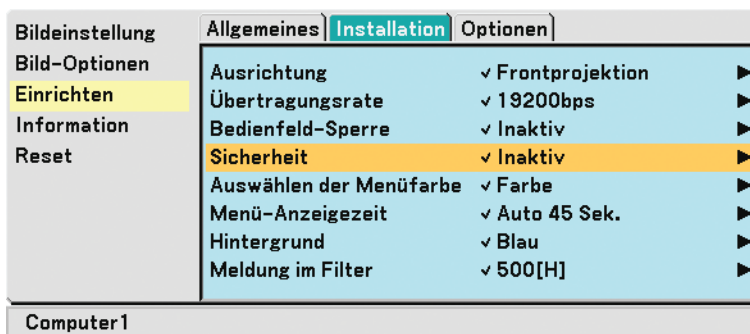 Bildeinstellung
Bild-Optionen
Einrichten
Information
Reset
Allgemeines Installation Optionen
Ausrichtung ✓ Frontprojektion ▶
Übertragungsrate ✓ 19200bps ▶
Bedienfeld-Sperre ✓ Inaktiv ▶
Sicherheit ✓ Inaktiv ▶
Auswählen der Menüfarbe ✓ Farbe ▶
Menü-Anzeigezeit ✓ Auto 45 Sek. ▶
Hintergrund ✓ Blau ▶
Meldung im Filter ✓ 500[H] ▶
Computer1